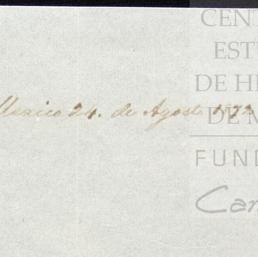 CEN
EST
DE H
Mexico 24. de Agost
DE M
FUND
Car